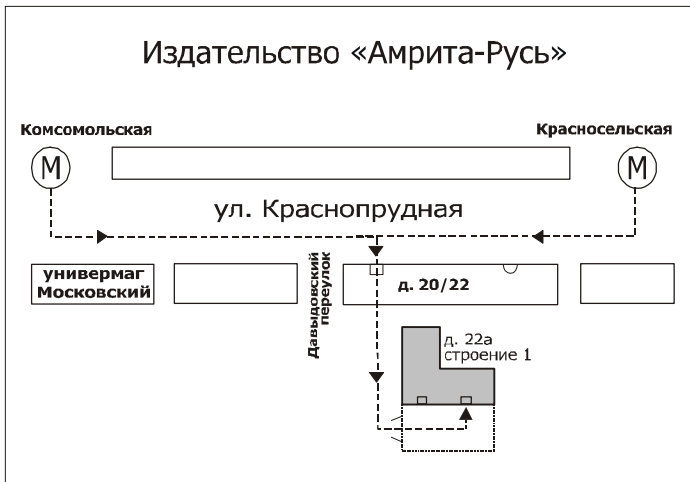 Издательство «Амрита-Русь»
Комсомольская
Красносельская
М
М
ул. Краснопрудная
универмаг
Московский
Давыдовский
переулок
д. 20/22
д. 22а
строение 1